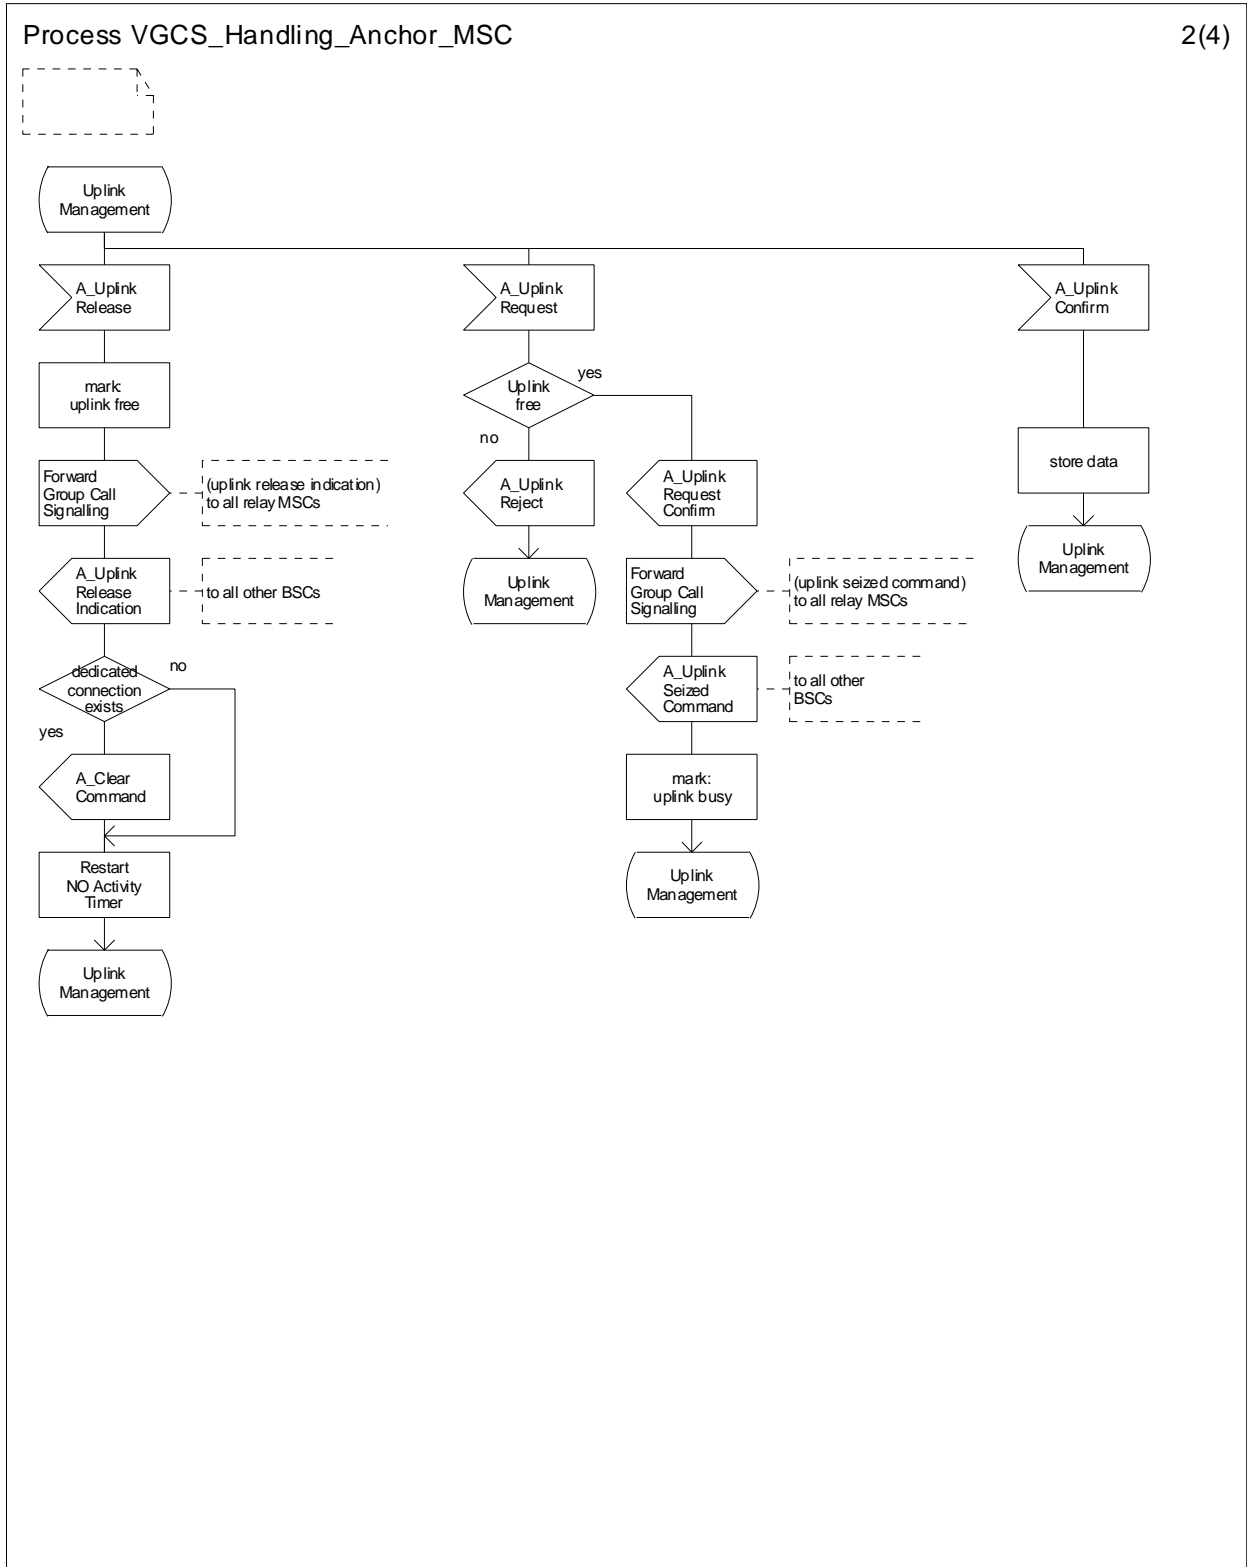 Process VGCS_Handling_Anchor_MSC
2(4)
Uplink
Management
A_Uplink
Release
mark:
uplink free
Forward
Group Call
Signalling
(uplink release indication)
to all relay MSCs
A_Uplink
Release
Indication
to all other BSCs
dedicated
connection
exists
no
yes
A_Clear
Command
Restart
NO Activity
Timer
Uplink
Management
A_Uplink
Request
Uplink
free
yes
no
A_Uplink
Reject
Uplink
Management
A_Uplink
Request
Confirm
Forward
Group Call
Signalling
(uplink seized command)
to all relay MSCs
A_Uplink
Seized
Command
to all other
BSCs
mark:
uplink busy
Uplink
Management
A_Uplink
Confirm
store data
Uplink
Management